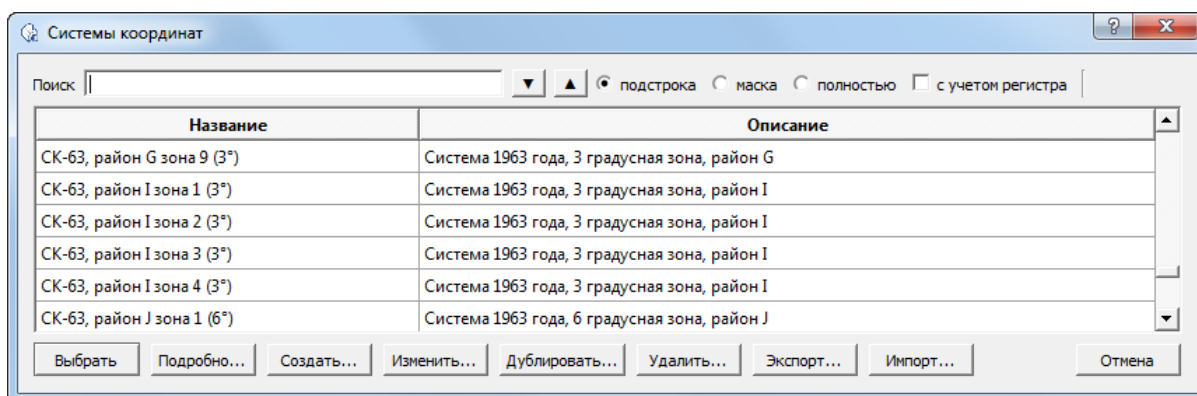 Системы координат
Поиск подстрока маска полностью с учетом регистра
Название Описание
СК-63, район G зона 9 (3°) Система 1963 года, 3 градусная зона, район G
СК-63, район I зона 1 (3°) Система 1963 года, 3 градусная зона, район I
СК-63, район I зона 2 (3°) Система 1963 года, 3 градусная зона, район I
СК-63, район I зона 3 (3°) Система 1963 года, 3 градусная зона, район I
СК-63, район I зона 4 (3°) Система 1963 года, 3 градусная зона, район I
СК-63, район J зона 1 (6°) Система 1963 года, 6 градусная зона, район J
Выбрать Подробно... Создать... Изменить... Дублировать... Удалить... Экспорт... Импорт... Отмена